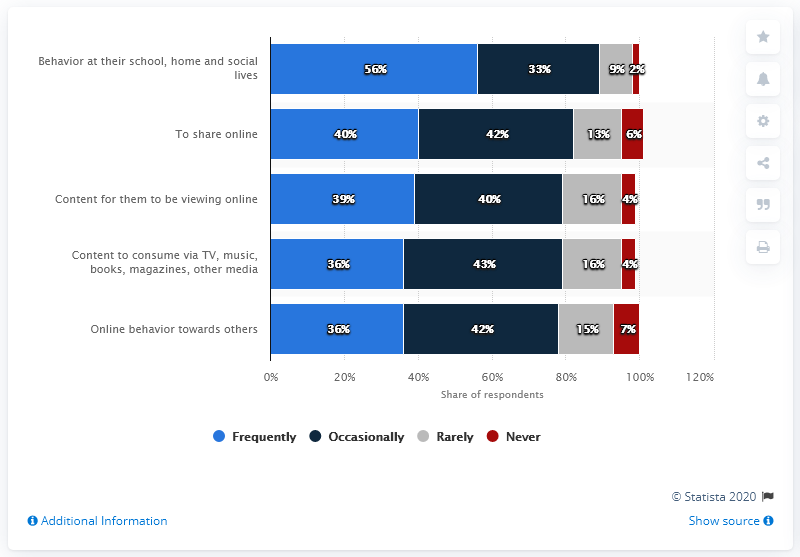 Behavior at their school, home and social
lives
56% 33% 9% 2%
To share online
40% 42% 13% 6%
Content for them to be viewing online
39% 40% 16% 4%
Content to consume via TV, music,
books, magazines, other media
36% 43% 16% 4%
Online behavior towards others
36% 42% 15% 7%
0% 20% 40% 60% 80% 100% 120%
Share of respondents
Frequently Occasionally Rarely Never
© Statista 2020
Additional Information Show source